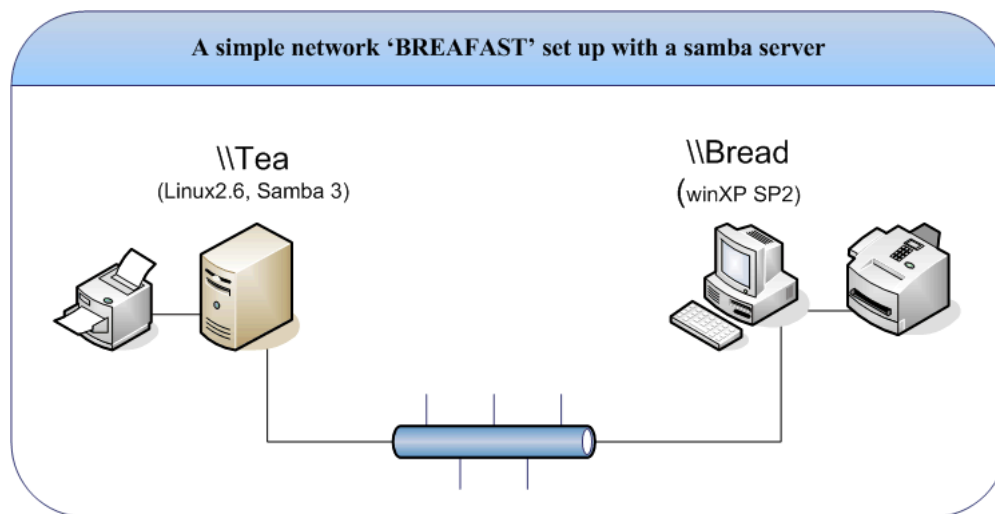 A simple network ‘BREAFAST’ set up with a samba server
\\Tea
(Linux2.6, Samba 3)
\\Bread
(winXP SP2)